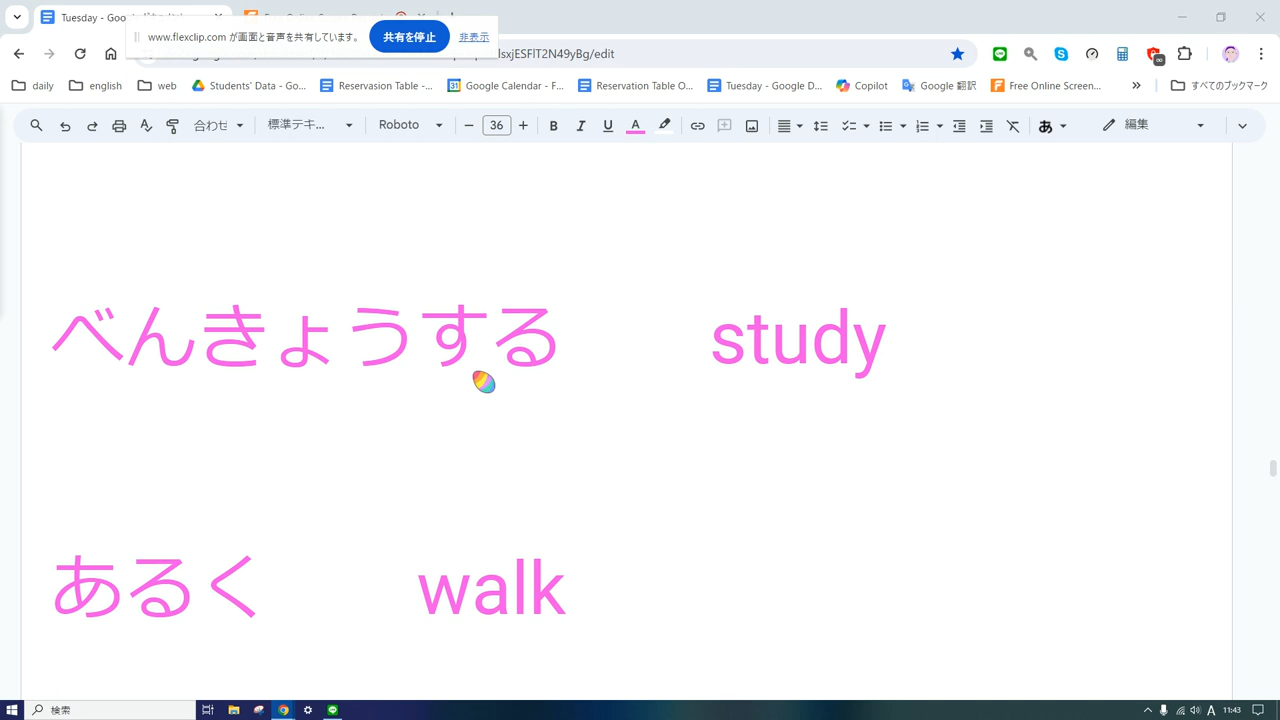 Tuesday - Goo
www.flexclip.com が画面と音声を共有しています。 共有を停止 非表示
lsxjESFlT2N49yBg/edit
daily english web Students' Data - Go... Reservasion Table -... Google Calendar - F... Reservation Table O... Tuesday - Google D... Copilot Google 翻訳 Free Online Screen... » すべてのブックマーク
合わせ 標準テキ... Roboto − 36 + B I U A あ 編集
べんきょうする study
あるく walk
検索 A 11:43